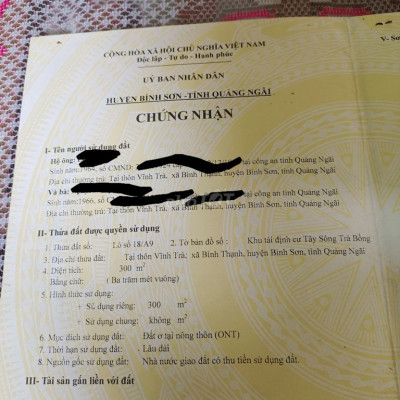 CỘNG HÒA XÃ HỘI CHỦ NGHĨA VIỆT NAM
Độc lập - Tự do - Hạnh phúc
V- Sơ
UỶ BAN NHÂN DÂN
HUYỆN BÌNH SƠN -TỈNH QUẢNG NGÃI
CHỨNG NHẬN
I- Tên người sử dụng đất
Hộ ông:
Sinh năm:1964, số CMND: tại công an tỉnh Quảng Ngãi
Địa chỉ thường trú: Tại thôn Vĩnh Trà, xã Bình Thạnh, huyện Bình Sơn, tỉnh Quảng Ngãi
Và bà:
Sinh năm:1966, số tại công an tỉnh Quảng Ngãi
Địa chỉ thường trú: Tại thôn Vĩnh Trà, xã Bình Thạnh, huyện Bình Sơn, tỉnh Quảng Ngãi
II- Thửa đất được quyền sử dụng
1. Thửa đất số: Lô số 18/A9 2. Tờ bản đồ số: Khu tái định cư Tây Sông Trà Bồng
3. Địa chỉ thửa đất: Tại thôn Vĩnh Trà, xã Bình Thạnh, huyện Bình Sơn, tỉnh Quảng Ngãi
4. Diện tích: 300 m²
Bằng chữ: ( Ba trăm mét vuông)
5. Hình thức sử dụng:
+ Sử dụng riêng: 300 m²
+ Sử dụng chung: không m²
6. Mục đích sử dụng đất: Đất ở tại nông thôn (ONT)
7. Thời hạn sử dụng đất: - Lâu dài
8. Nguồn gốc sử dụng đất: Nhà nước giao đất có thu tiền sử dụng đất.
III- Tài sản gắn liền với đất